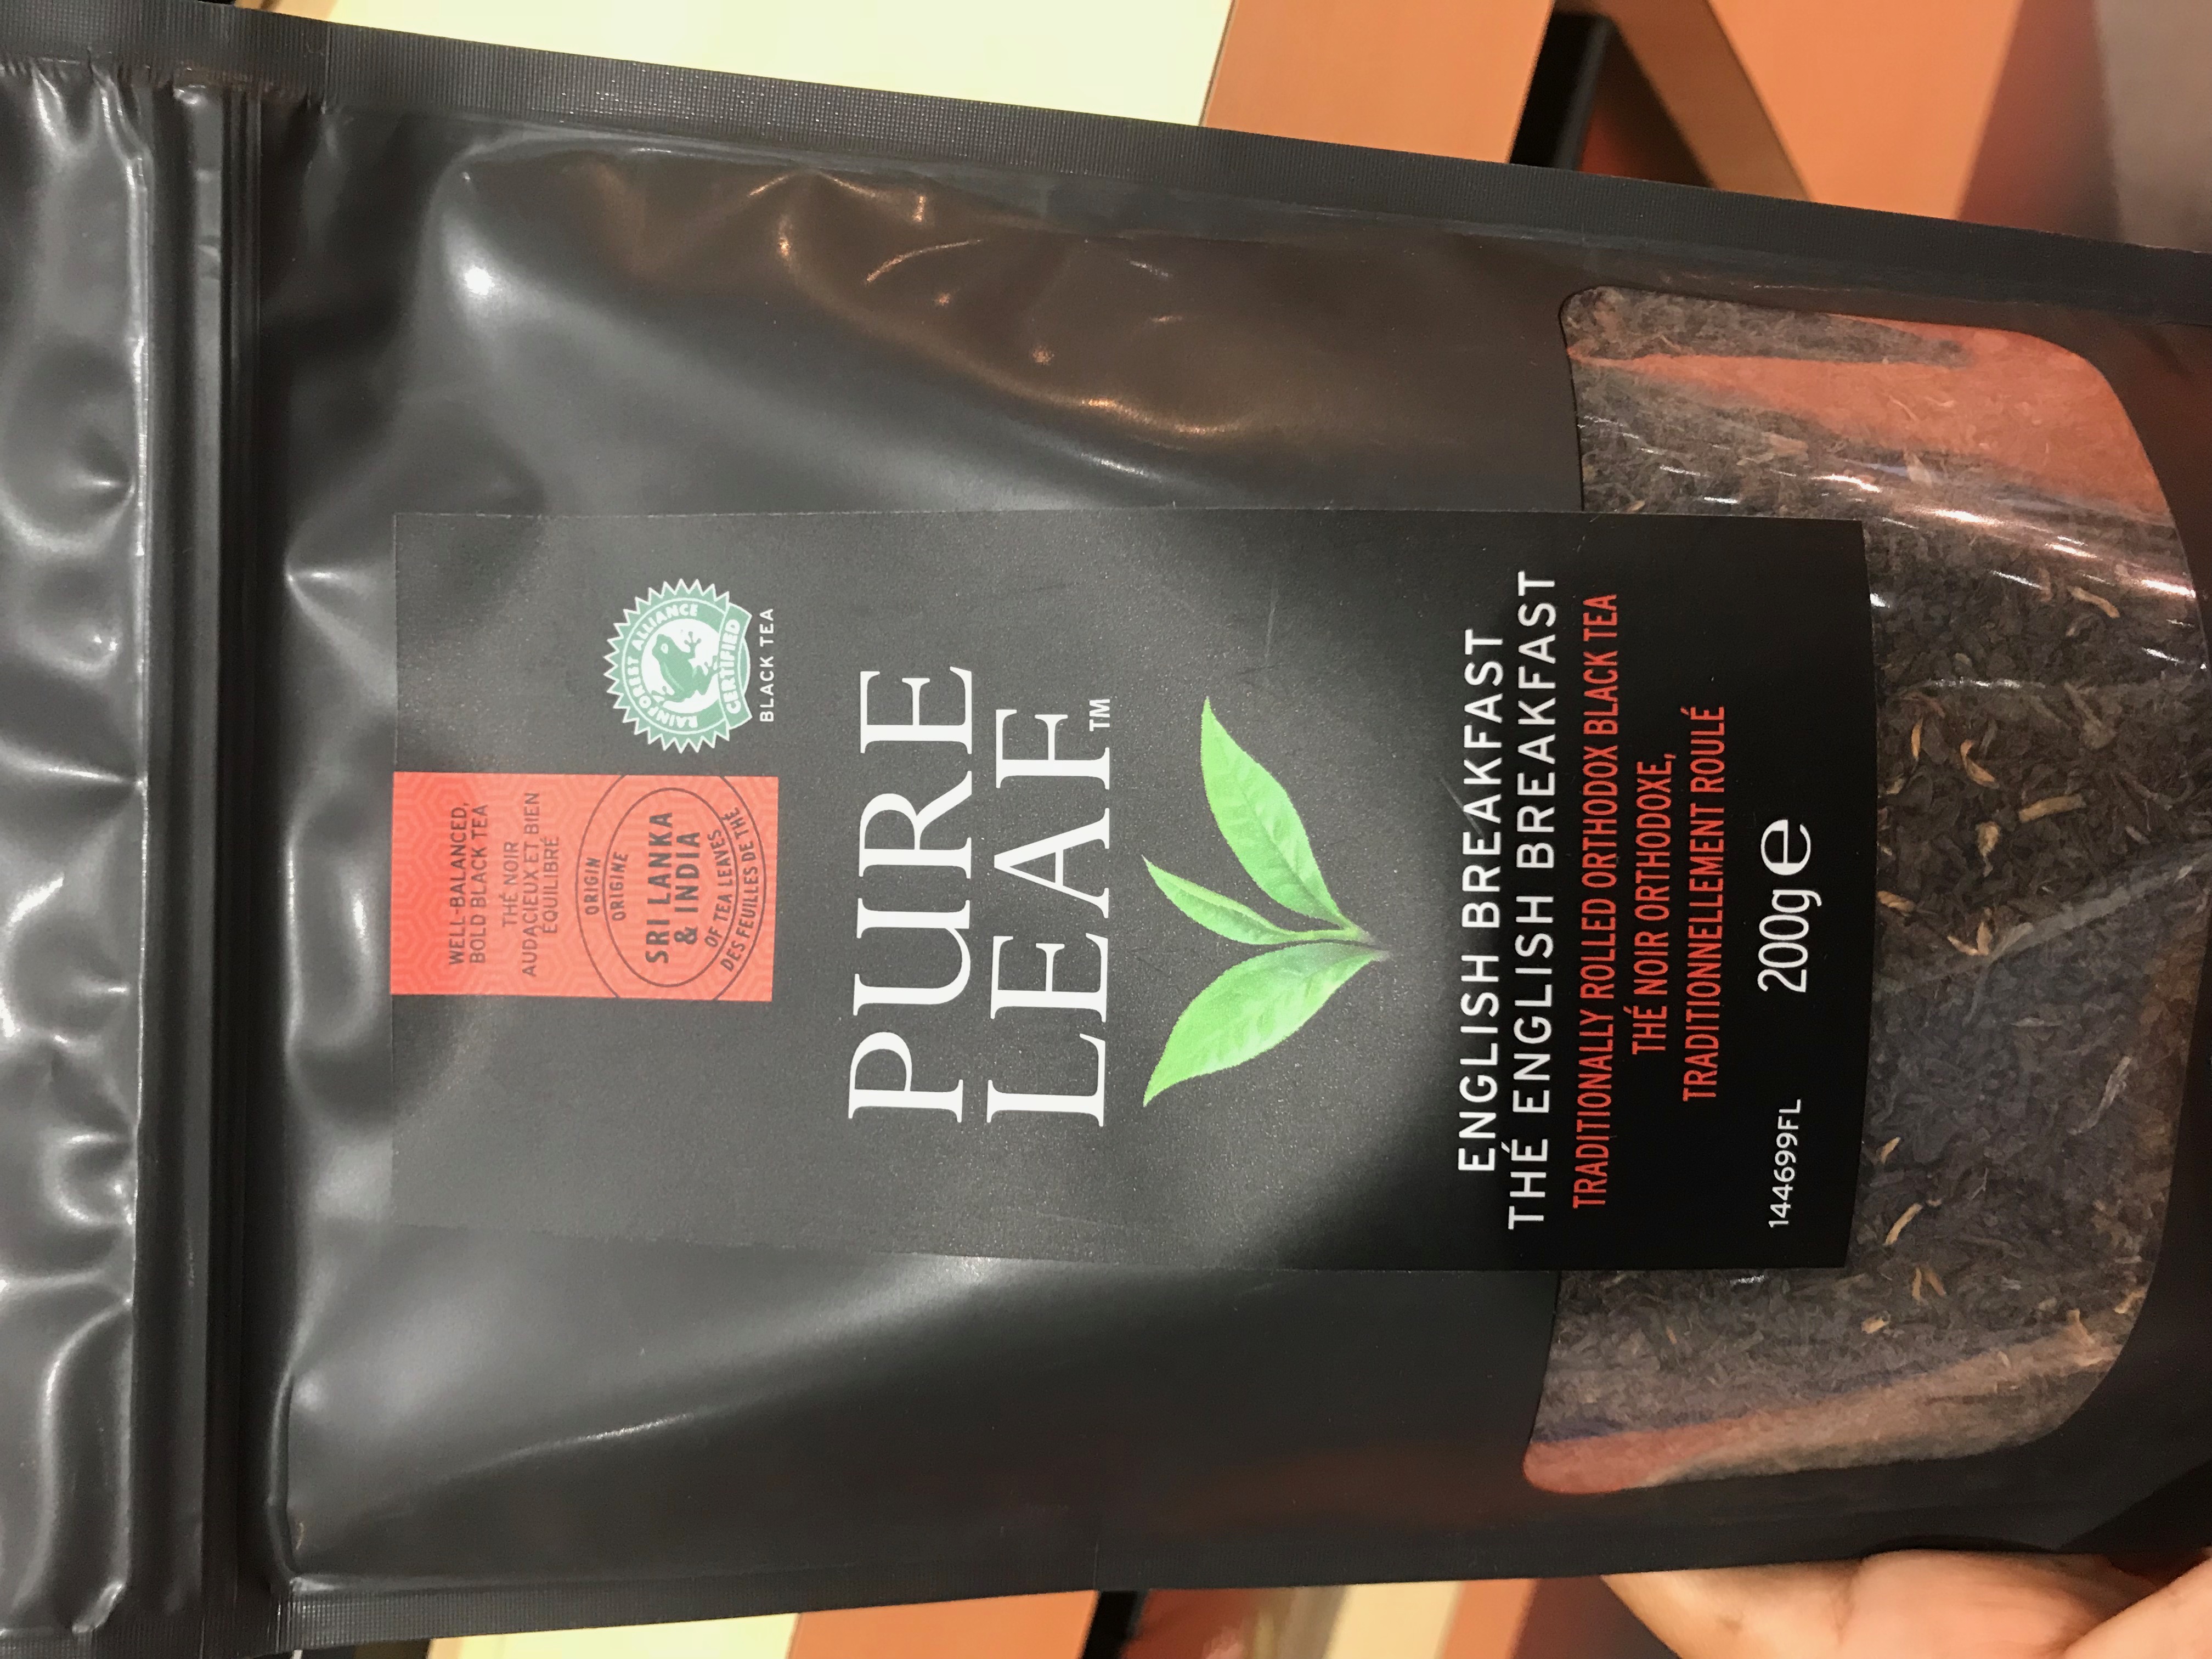 WELL-BALANCED,
BOLD BLACK TEA
THÉ NOIR
AUDACIEUX ET BIEN
ÉQUILIBRÉ
ORIGIN
ORIGINE
SRI LANKA
& INDIA
OF TEA LEAVES
DES FEUILLES DE THÉ
RAINFOREST ALLIANCE
CERTIFIED
BLACK TEA
PURE
LEAF™
ENGLISH BREAKFAST
THÉ ENGLISH BREAKFAST
TRADITIONALLY ROLLED ORTHODOX BLACK TEA
THÉ NOIR ORTHODOXE,
TRADITIONNELLEMENT ROULÉ
144699FL
200g ℮